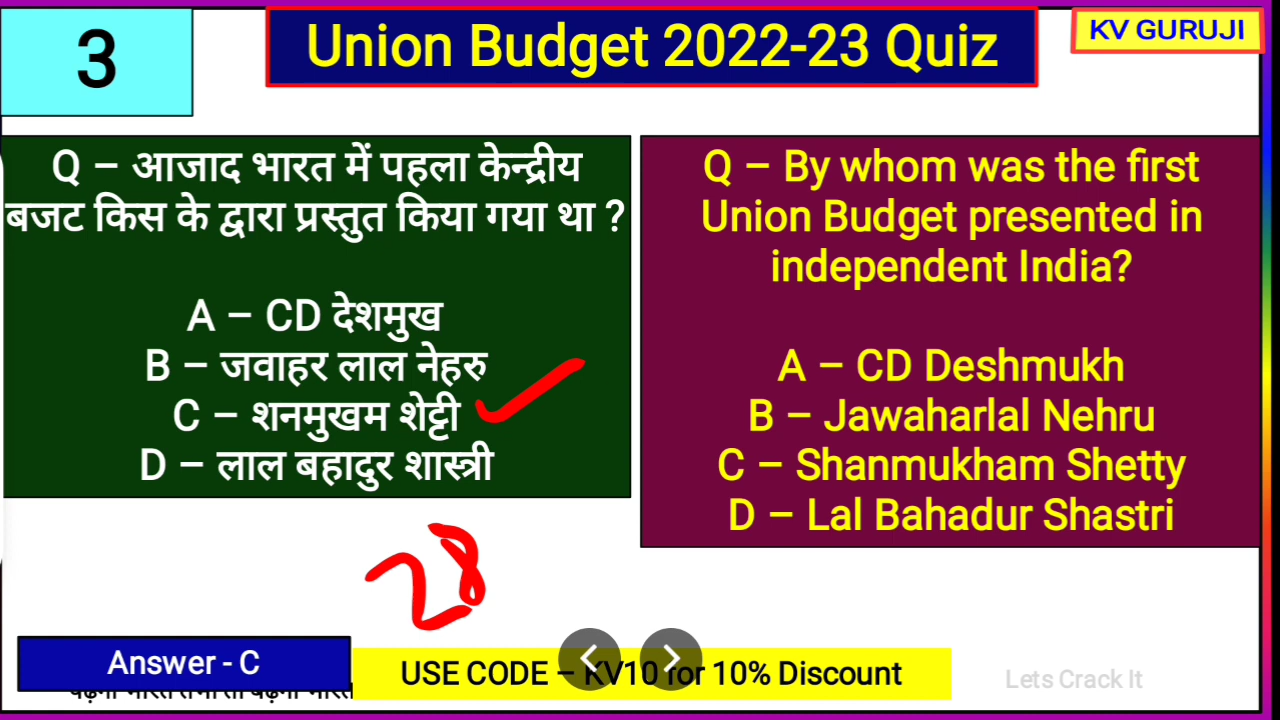 3
Union Budget 2022-23 Quiz
KV GURUJI
Q – आजाद भारत में पहला केन्द्रीय
बजट किस के द्वारा प्रस्तुत किया गया था ?
A – CD देशमुख
B – जवाहर लाल नेहरु
C – शनमुखम शेट्टी
D – लाल बहादुर शास्त्री
Q – By whom was the first
Union Budget presented in
independent India?
A – CD Deshmukh
B – Jawaharlal Nehru
C – Shanmukham Shetty
D – Lal Bahadur Shastri
28
Answer - C
USE CODE – KV10 for 10% Discount
Lets Crack It